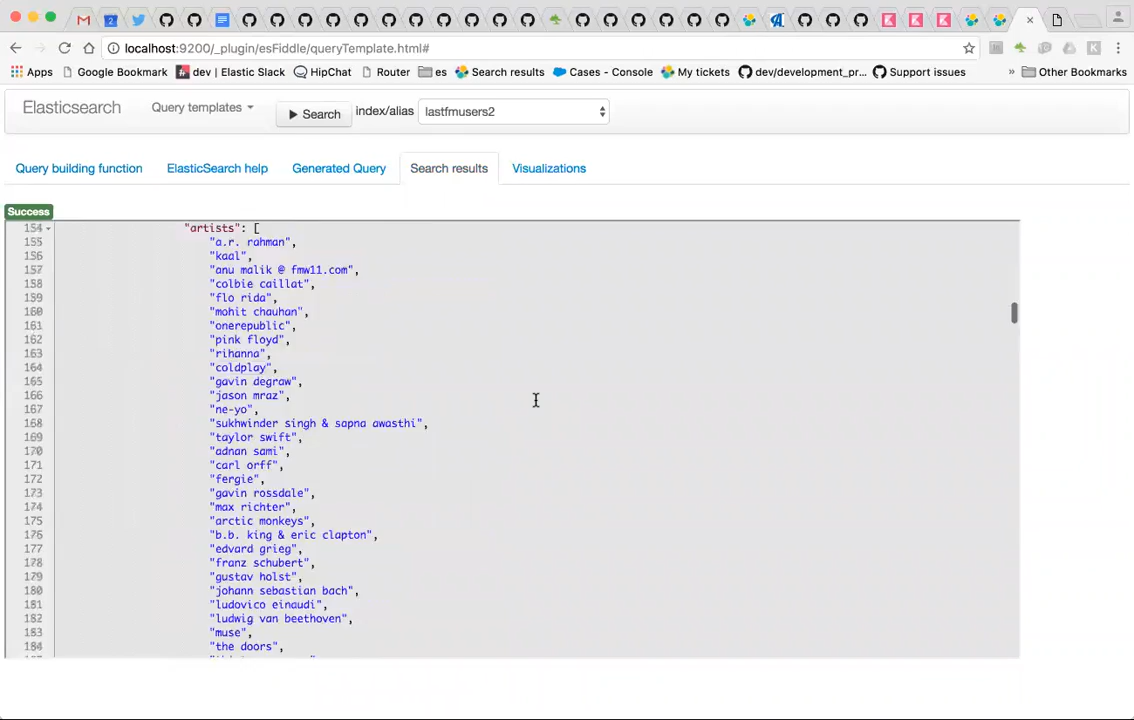 localhost:9200/_plugin/esFiddle/queryTemplate.html#
Apps Google Bookmark dev | Elastic Slack HipChat Router es Search results Cases - Console My tickets dev/development_pr... Support issues » Other Bookmarks
Elasticsearch Query templates Search index/alias lastfmusers2
Query building function ElasticSearch help Generated Query Search results Visualizations
Success
154 "artists": [
155 "a.r. rahman",
156 "kaal",
157 "anu malik @ fmw11.com",
158 "colbie caillat",
159 "flo rida",
160 "mohit chauhan",
161 "onerepublic",
162 "pink floyd",
163 "rihanna",
164 "coldplay",
165 "gavin degraw",
166 "jason mraz",
167 "ne-yo",
168 "sukhwinder singh & sapna awasthi",
169 "taylor swift",
170 "adnan sami",
171 "carl orff",
172 "fergie",
173 "gavin rossdale",
174 "max richter",
175 "arctic monkeys",
176 "b.b. king & eric clapton",
177 "edvard grieg",
178 "franz schubert",
179 "gustav holst",
180 "johann sebastian bach",
181 "ludovico einaudi",
182 "ludwig van beethoven",
183 "muse",
184 "the doors",